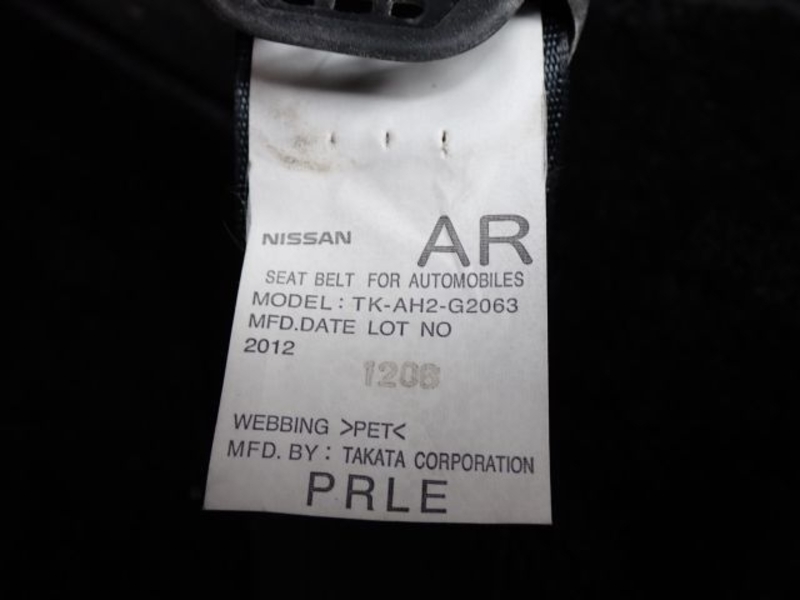 NISSAN AR
SEAT BELT FOR AUTOMOBILES
MODEL : TK-AH2-G2063
MFD.DATE LOT NO
2012
1206
WEBBING >PET<
MFD. BY : TAKATA CORPORATION
PRLE